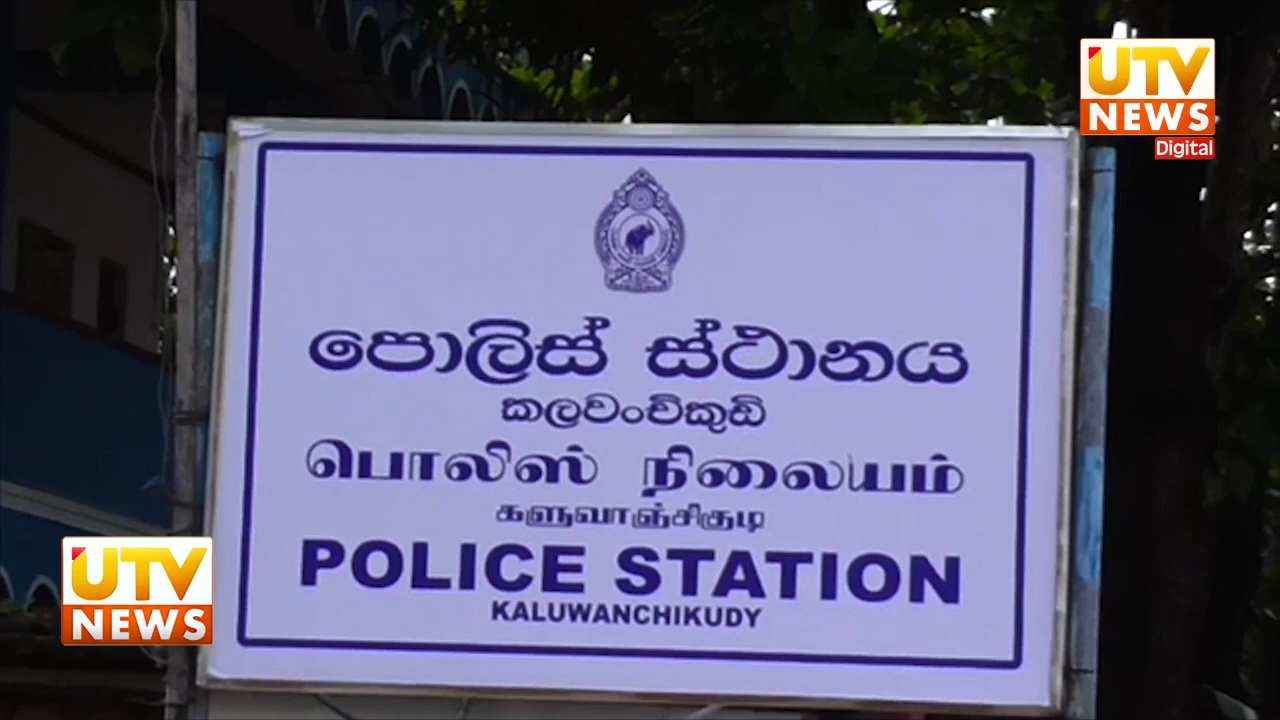 UTV
NEWS
Digital
පොලිස් ස්ථානය
කලවංචිකුඩි
பொலிஸ் நிலையம்
களுவாஞ்சிகுடி
POLICE STATION
KALUWANCHIKUDY
UTV
NEWS